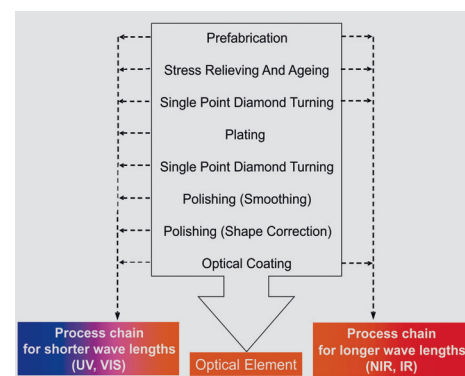 Prefabrication
Stress Relieving And Ageing
Single Point Diamond Turning
Plating
Single Point Diamond Turning
Polishing (Smoothing)
Polishing (Shape Correction)
Optical Coating
Process chain
for shorter wave lengths
(UV, VIS)
Optical Element
Process chain
for longer wave lengths
(NIR, IR)